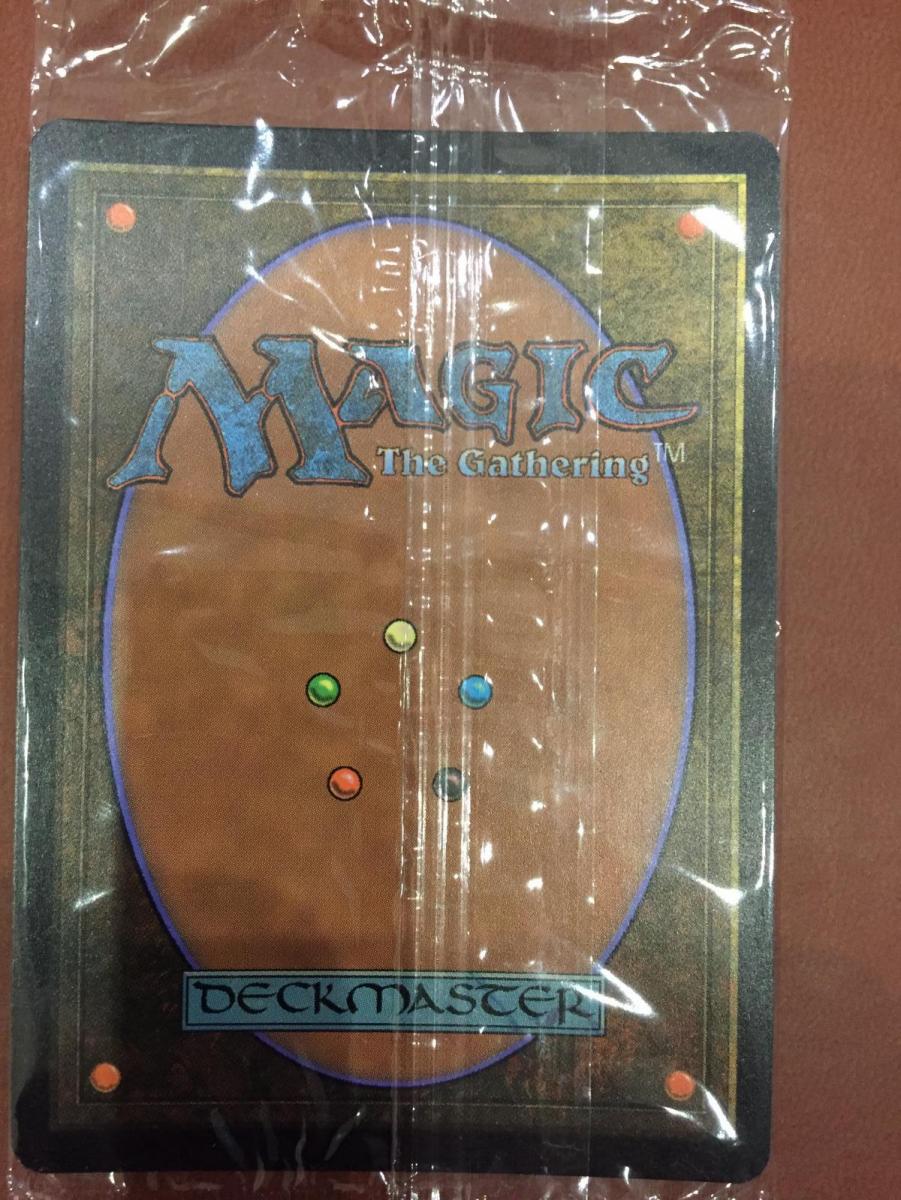 MAGIC
The Gathering™
DECKMASTER